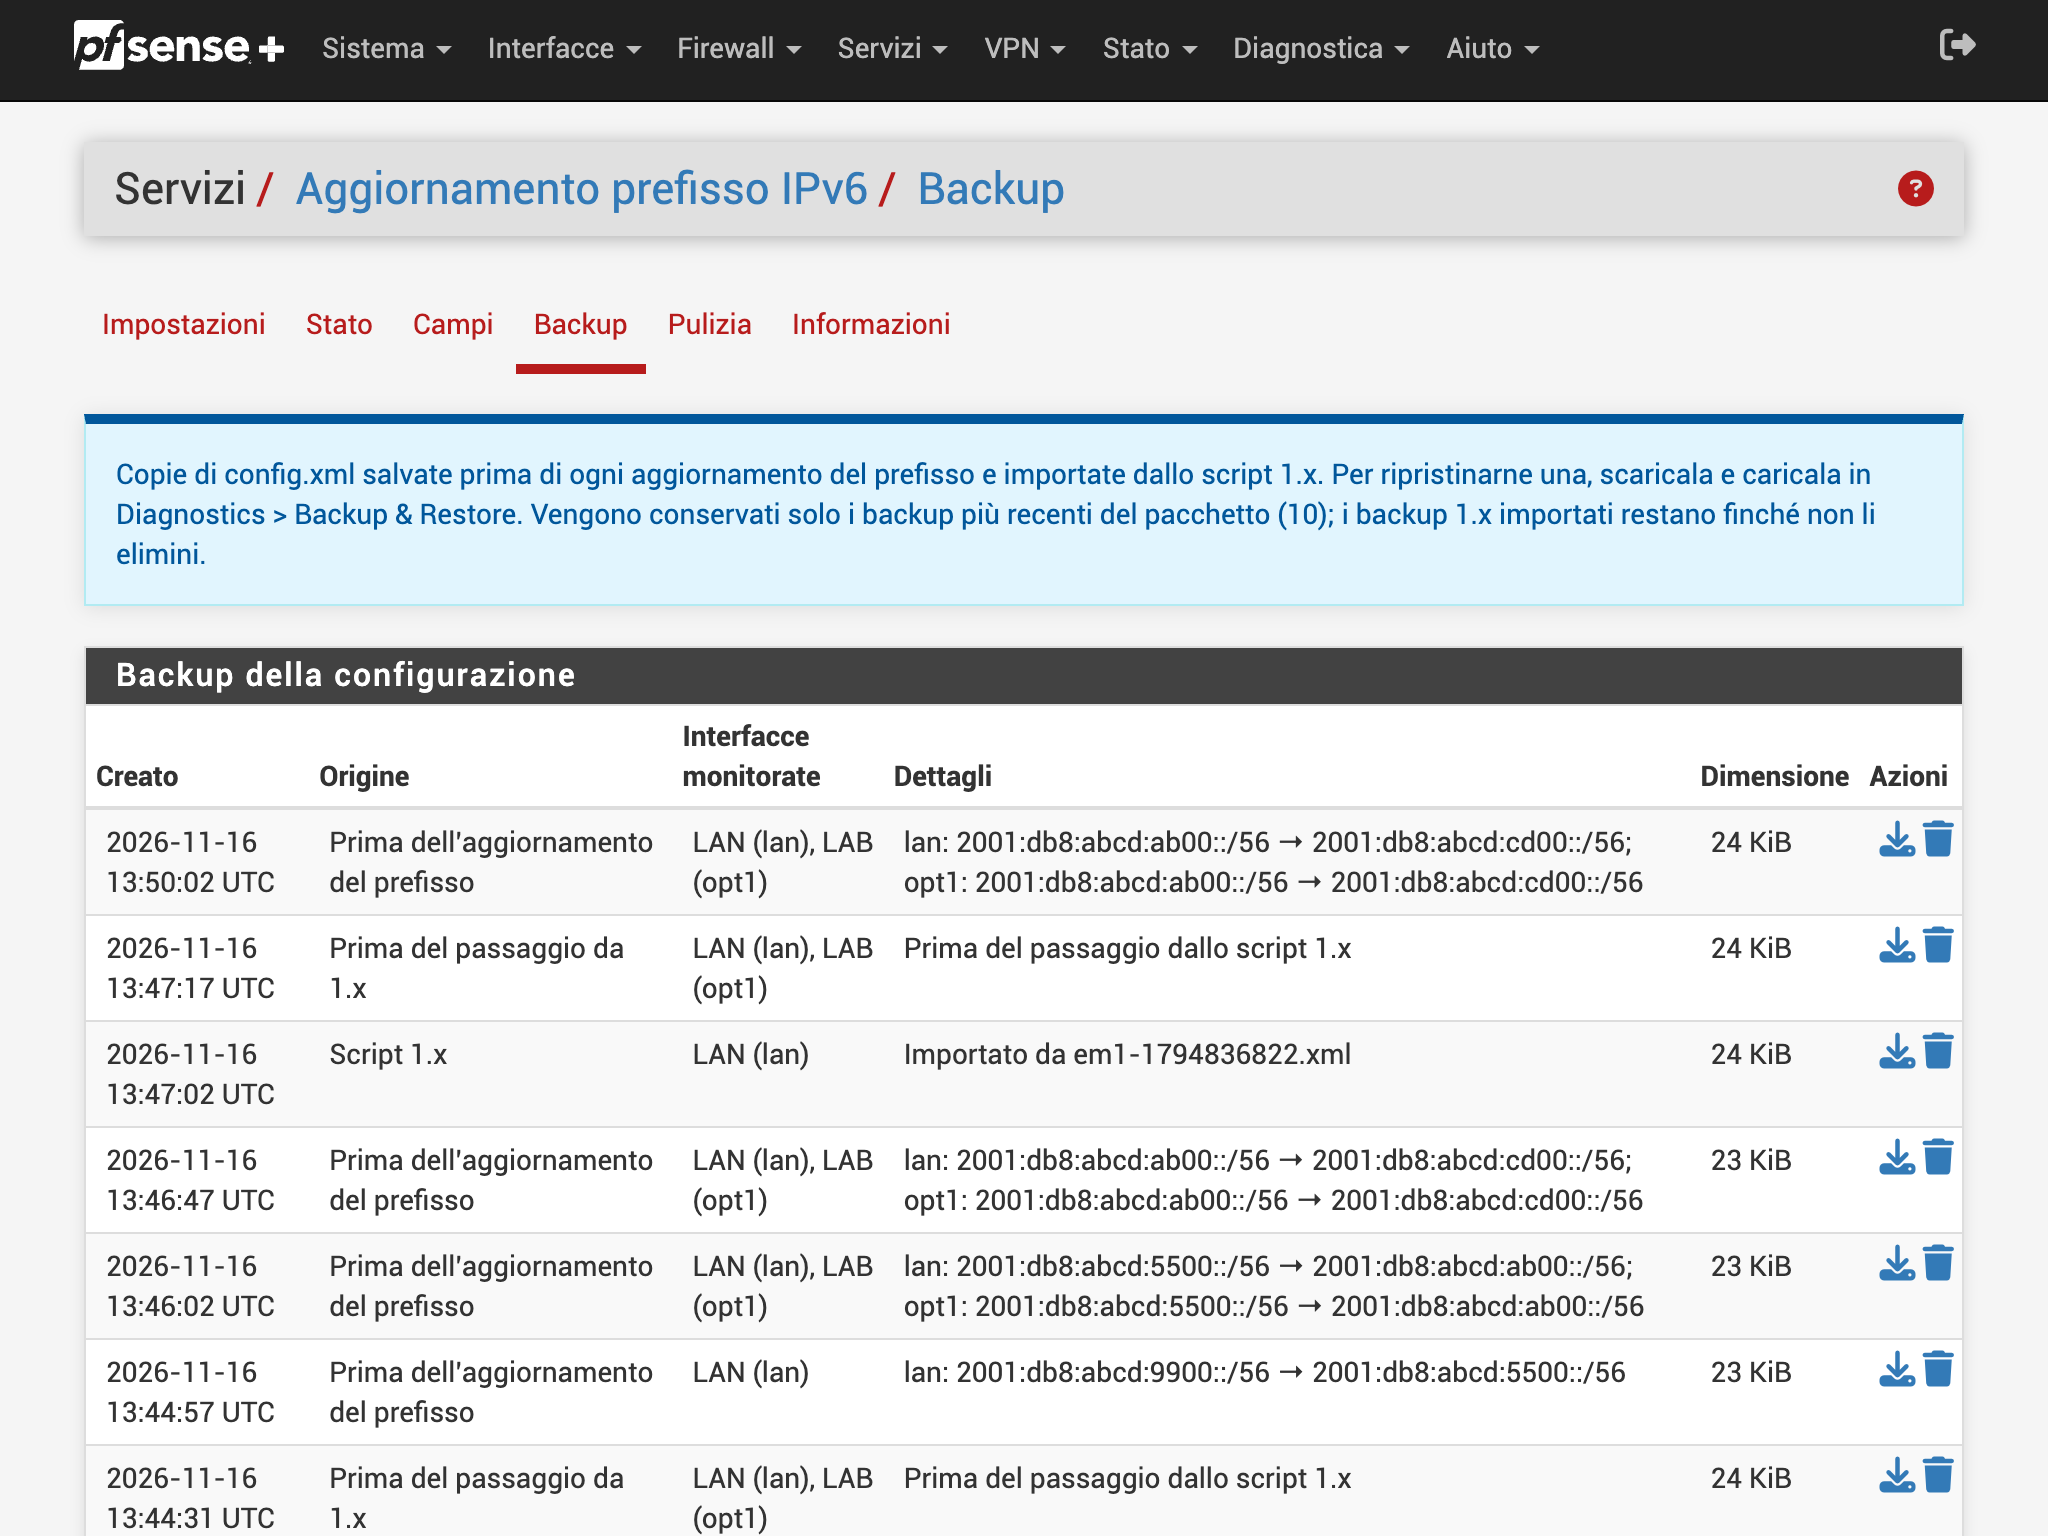 pfsense+ Sistema Interfacce Firewall Servizi VPN Stato Diagnostica Aiuto
Servizi / Aggiornamento prefisso IPv6 / Backup ?
Impostazioni Stato Campi Backup Pulizia Informazioni
Copie di config.xml salvate prima di ogni aggiornamento del prefisso e importate dallo script 1.x. Per ripristinarne una, scaricala e caricala in
Diagnostics > Backup & Restore. Vengono conservati solo i backup più recenti del pacchetto (10); i backup 1.x importati restano finché non li
elimini.
Backup della configurazione
Interfacce
Creato Origine monitorate Dettagli Dimensione Azioni
2026-11-16 Prima dell'aggiornamento LAN (lan), LAB lan: 2001:db8:abcd:ab00::/56 → 2001:db8:abcd:cd00::/56; 24 KiB
13:50:02 UTC del prefisso (opt1) opt1: 2001:db8:abcd:ab00::/56 → 2001:db8:abcd:cd00::/56
2026-11-16 Prima del passaggio da LAN (lan), LAB Prima del passaggio dallo script 1.x 24 KiB
13:47:17 UTC 1.x (opt1)
2026-11-16 Script 1.x LAN (lan) Importato da em1-1794836822.xml 24 KiB
13:47:02 UTC
2026-11-16 Prima dell'aggiornamento LAN (lan), LAB lan: 2001:db8:abcd:ab00::/56 → 2001:db8:abcd:cd00::/56; 23 KiB
13:46:47 UTC del prefisso (opt1) opt1: 2001:db8:abcd:ab00::/56 → 2001:db8:abcd:cd00::/56
2026-11-16 Prima dell'aggiornamento LAN (lan), LAB lan: 2001:db8:abcd:5500::/56 → 2001:db8:abcd:ab00::/56; 23 KiB
13:46:02 UTC del prefisso (opt1) opt1: 2001:db8:abcd:5500::/56 → 2001:db8:abcd:ab00::/56
2026-11-16 Prima dell'aggiornamento LAN (lan) lan: 2001:db8:abcd:9900::/56 → 2001:db8:abcd:5500::/56 23 KiB
13:44:57 UTC del prefisso
2026-11-16 Prima del passaggio da LAN (lan), LAB Prima del passaggio dallo script 1.x 24 KiB
13:44:31 UTC 1.x (opt1)